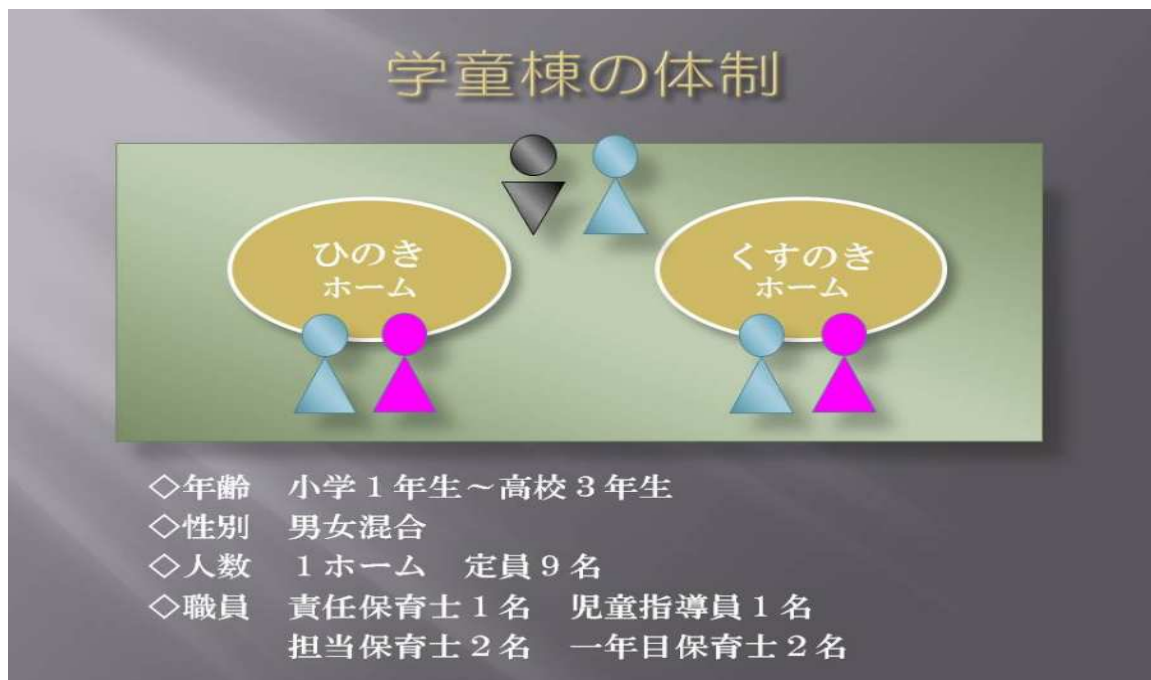 学童棟の体制
ひのき
ホーム
くすのき
ホーム
◇年齢　小学１年生～高校３年生
◇性別　男女混合
◇人数　１ホーム　定員９名
◇職員　責任保育士１名　児童指導員１名
担当保育士２名　一年目保育士２名